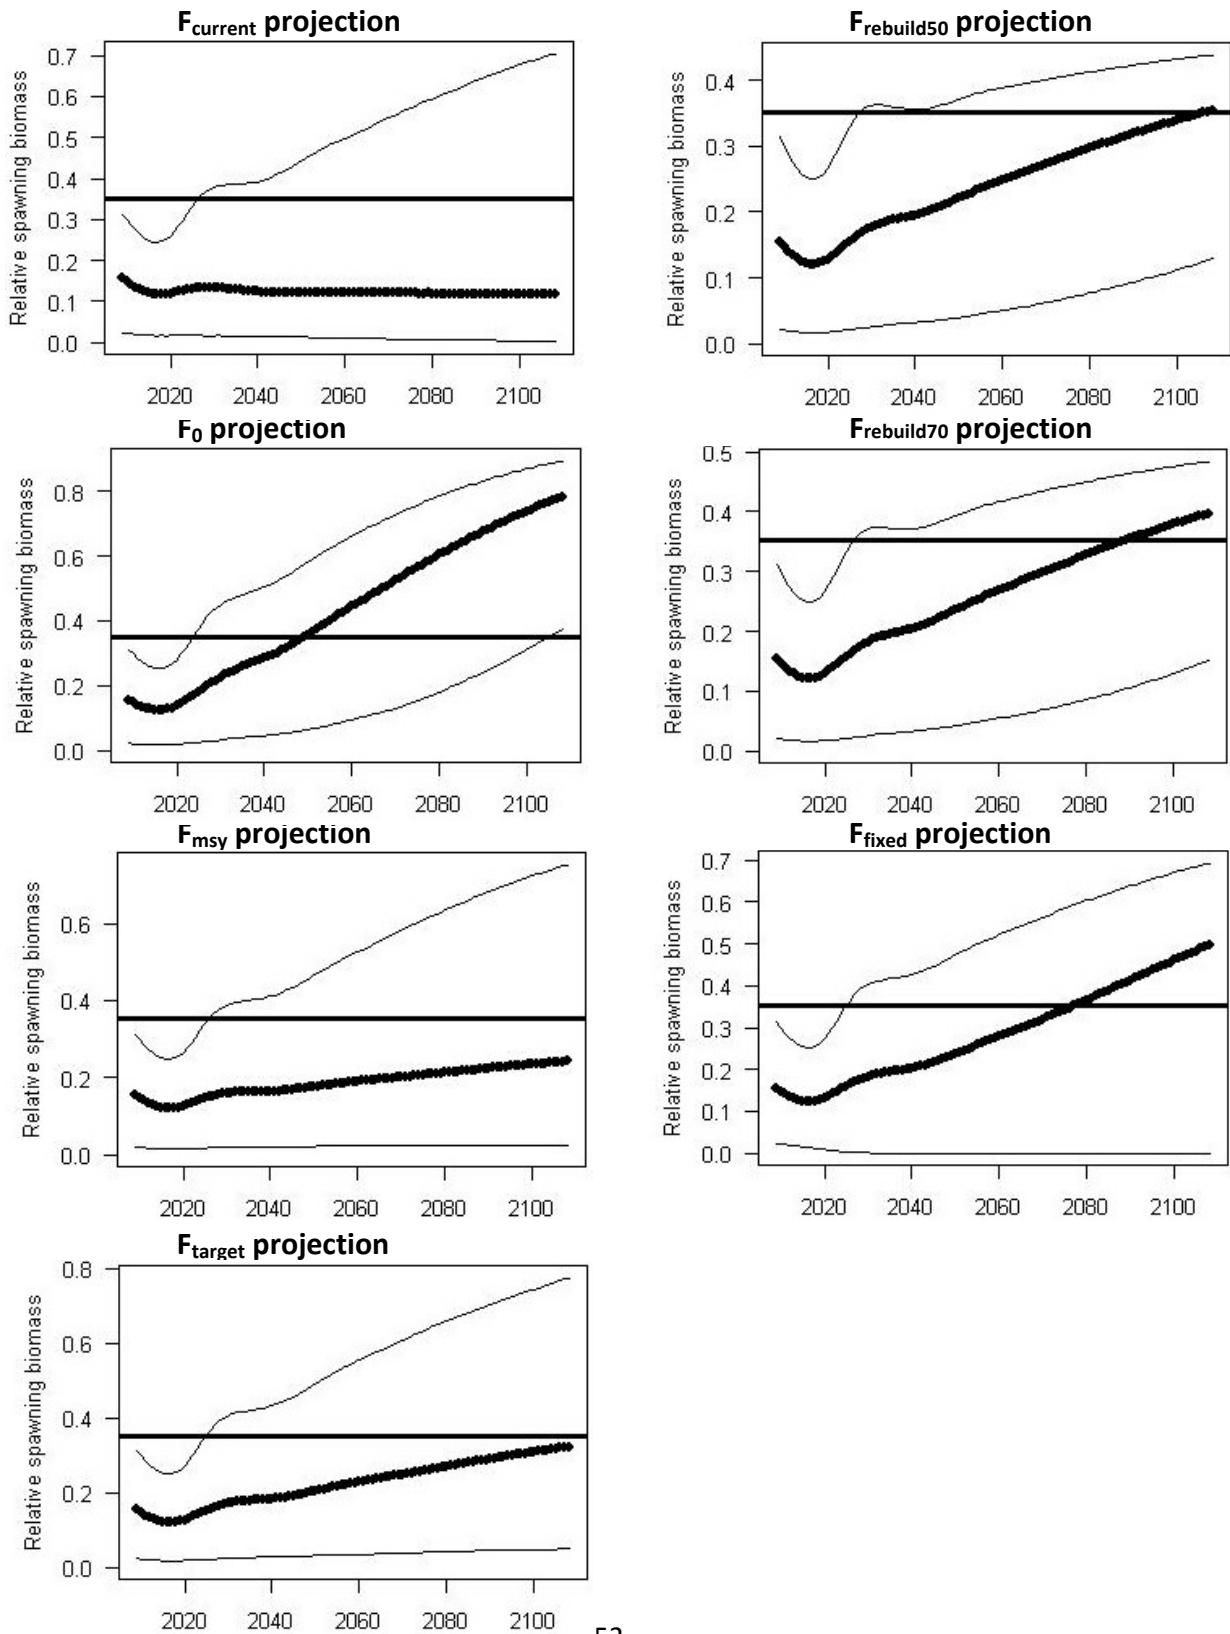 Fcurrent projection
Relative spawning biomass
0.7
0.6
0.5
0.4
0.3
0.2
0.1
0.0
2020 2040 2060 2080 2100
Frebuild50 projection
Relative spawning biomass
0.4
0.3
0.2
0.1
0.0
2020 2040 2060 2080 2100
F0 projection
Relative spawning biomass
0.8
0.6
0.4
0.2
0.0
2020 2040 2060 2080 2100
Frebuild70 projection
Relative spawning biomass
0.5
0.4
0.3
0.2
0.1
0.0
2020 2040 2060 2080 2100
Fmsy projection
Relative spawning biomass
0.6
0.4
0.2
0.0
2020 2040 2060 2080 2100
Ffixed projection
Relative spawning biomass
0.7
0.6
0.5
0.4
0.3
0.2
0.1
0.0
2020 2040 2060 2080 2100
Ftarget projection
Relative spawning biomass
0.8
0.6
0.4
0.2
0.0
2020 2040 2060 2080 2100